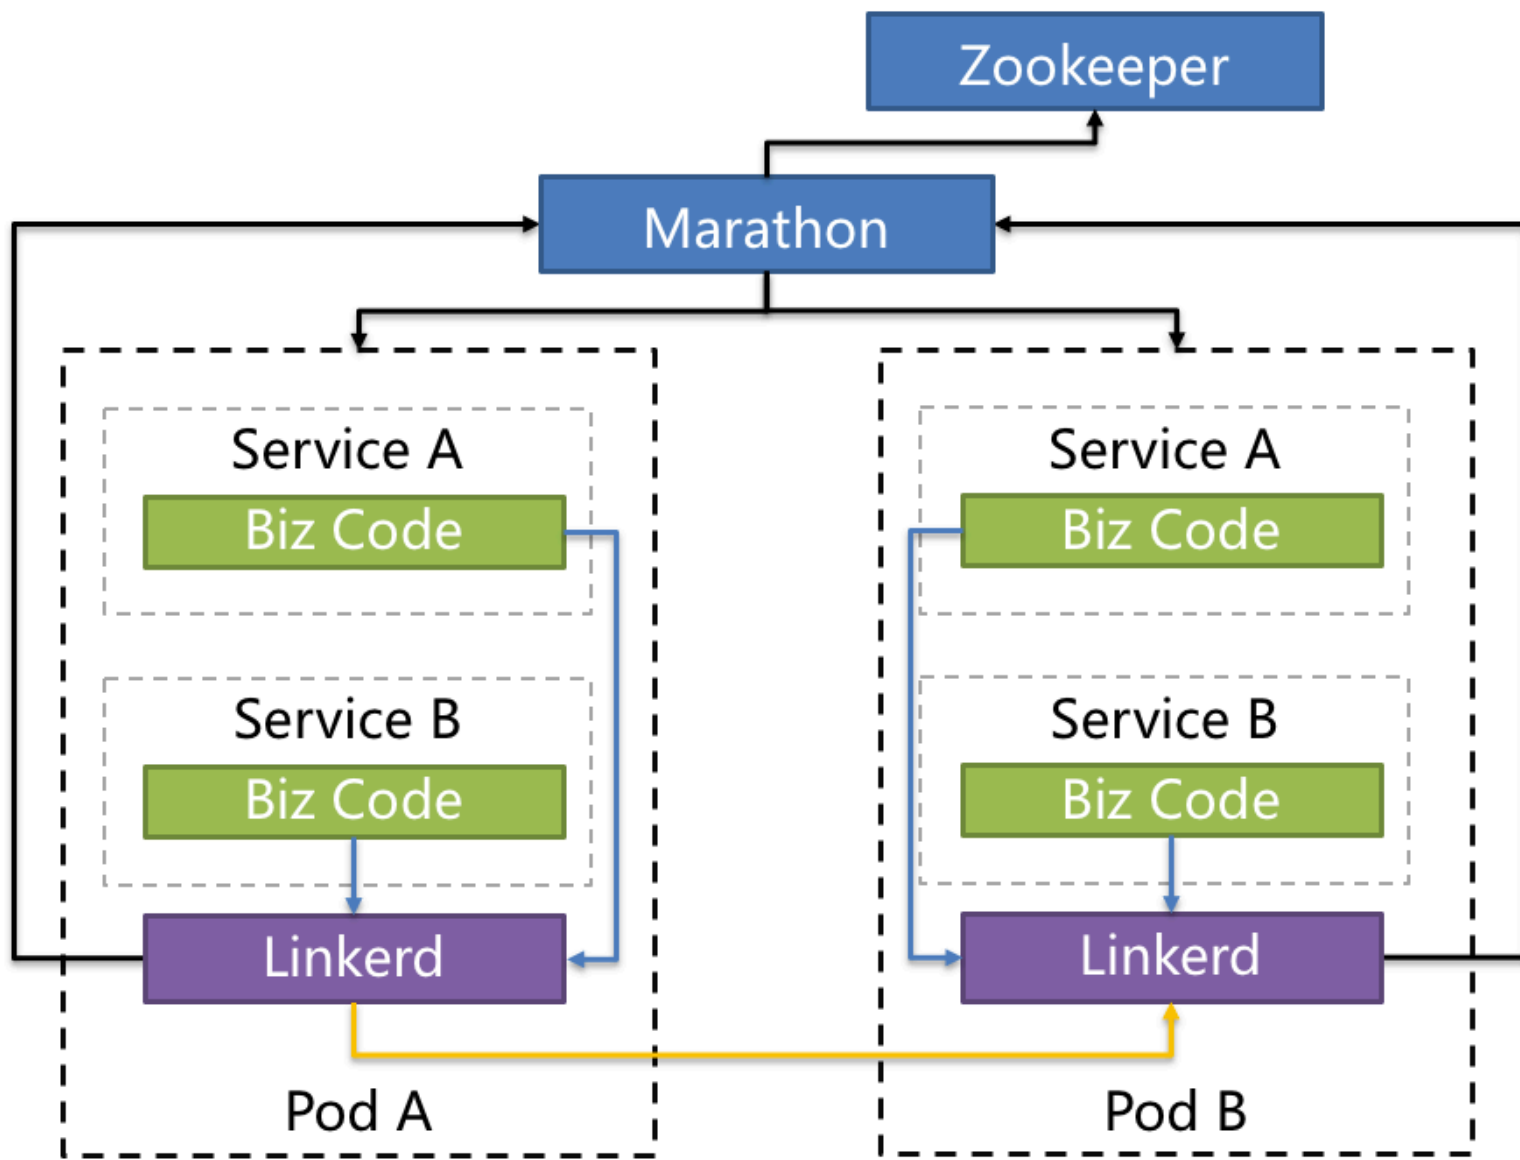 Zookeeper
Marathon
Service A
Biz Code
Service B
Biz Code
Linkerd
Pod A
Service A
Biz Code
Service B
Biz Code
Linkerd
Pod B